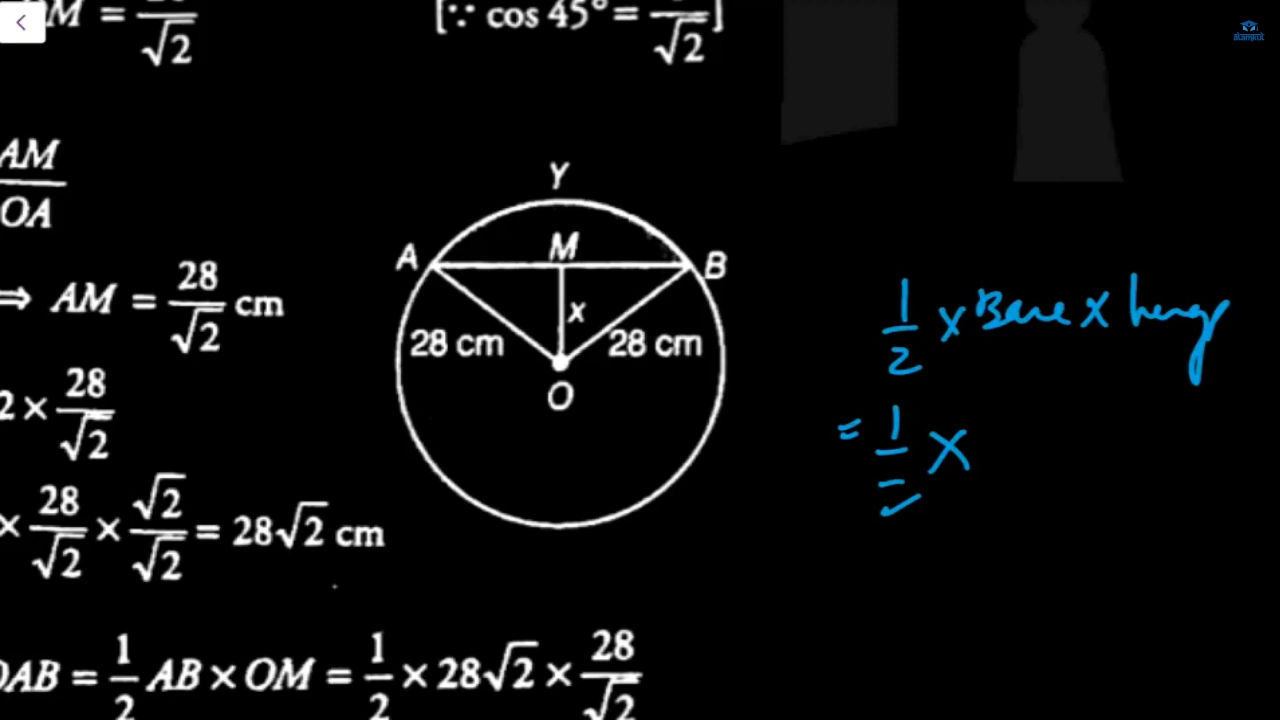 OM = 28/√2 [∵ cos 45° = 1/√2]
AM/OA
Y
A M B
⇒ AM = 28/√2 cm
x
28 cm 28 cm
O
2 × 28/√2
× 28/√2 × √2/√2 = 28√2 cm
OAB = 1/2 AB × OM = 1/2 × 28√2 × 28/√2
1/2 × Base ×
= 1/2 ×